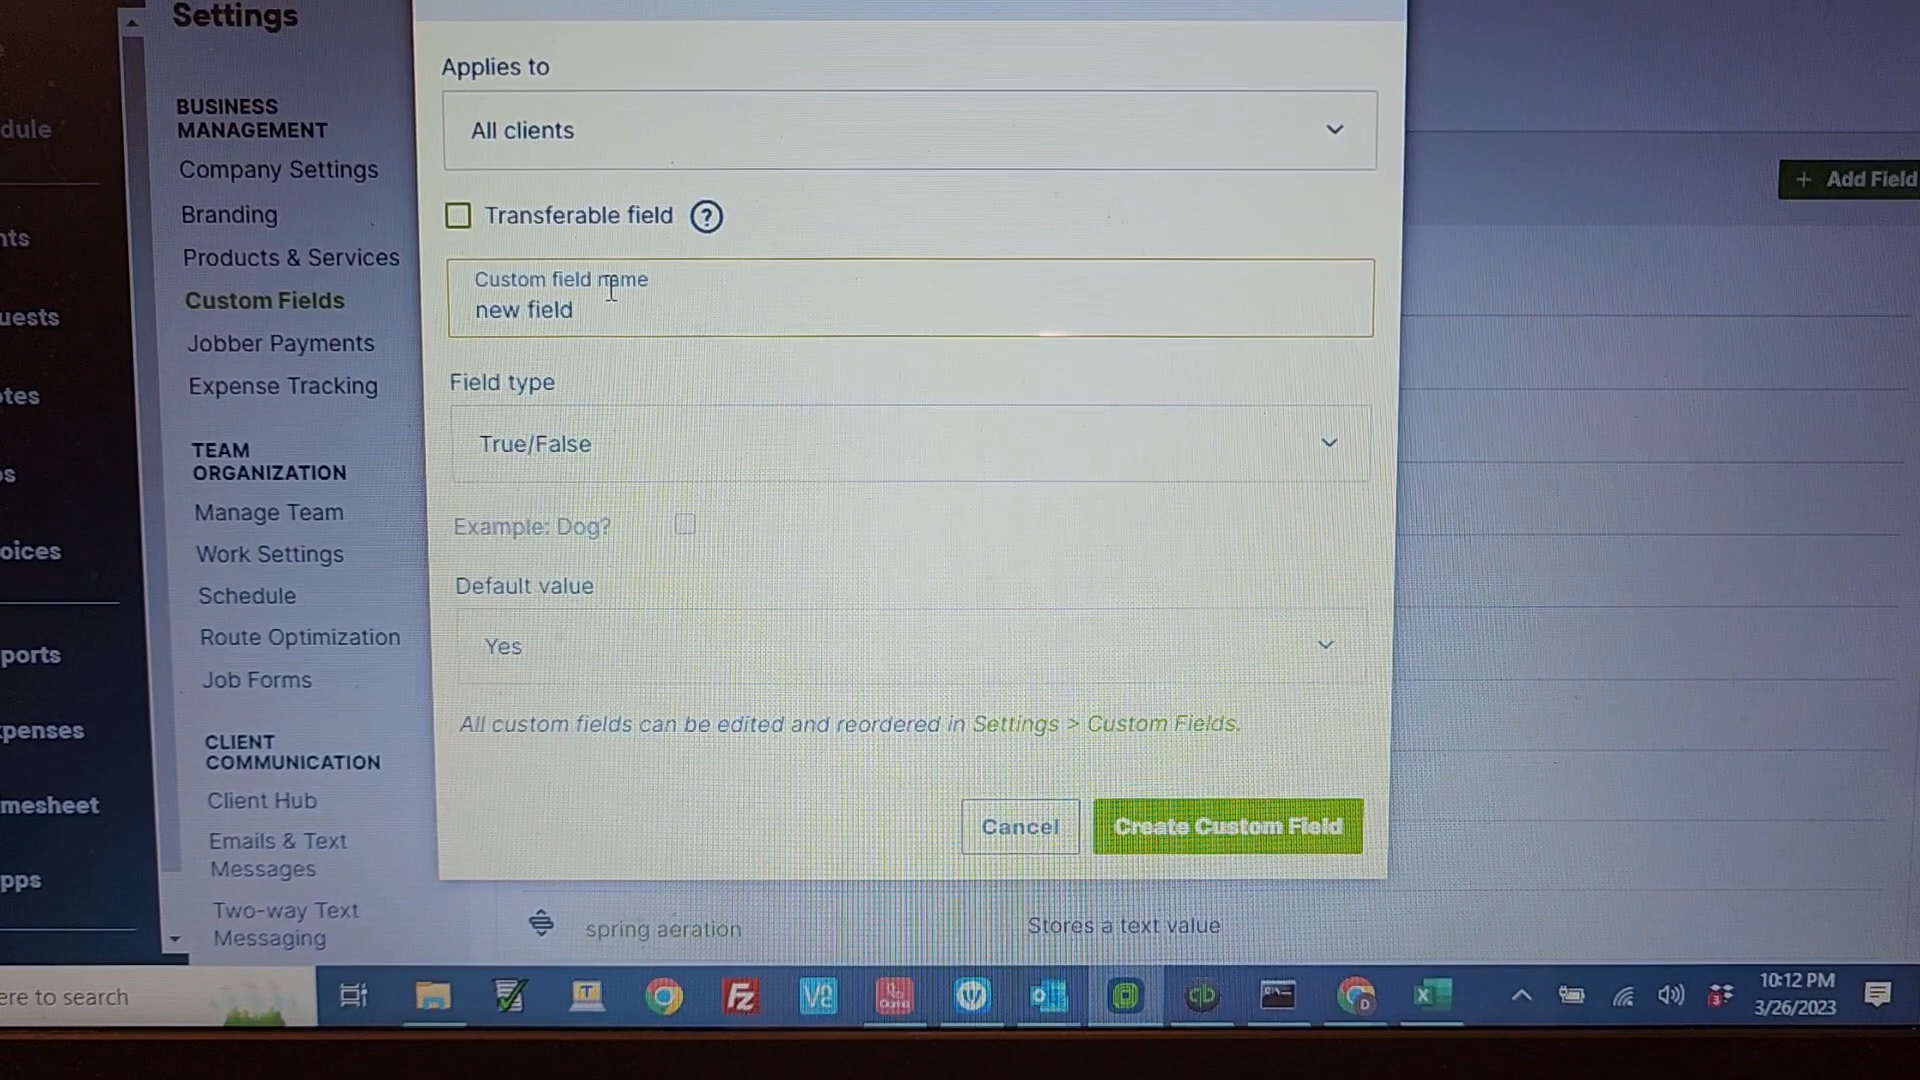 Settings
BUSINESS
MANAGEMENT
Company Settings
Branding
Products & Services
Custom Fields
Jobber Payments
Expense Tracking
TEAM
ORGANIZATION
Manage Team
Work Settings
Schedule
Route Optimization
Job Forms
CLIENT
COMMUNICATION
Client Hub
Emails & Text
Messages
Two-way Text
Messaging
dule
nts
uests
otes
oices
ports
xpenses
mesheet
pps
Applies to
All clients
Transferable field ?
Custom field name
new field
Field type
True/False
Example: Dog?
Default value
Yes
All custom fields can be edited and reordered in Settings > Custom Fields.
Cancel
Create Custom Field
+ Add Field
spring aeration
Stores a text value
ere to search
10:12 PM
3/26/2023